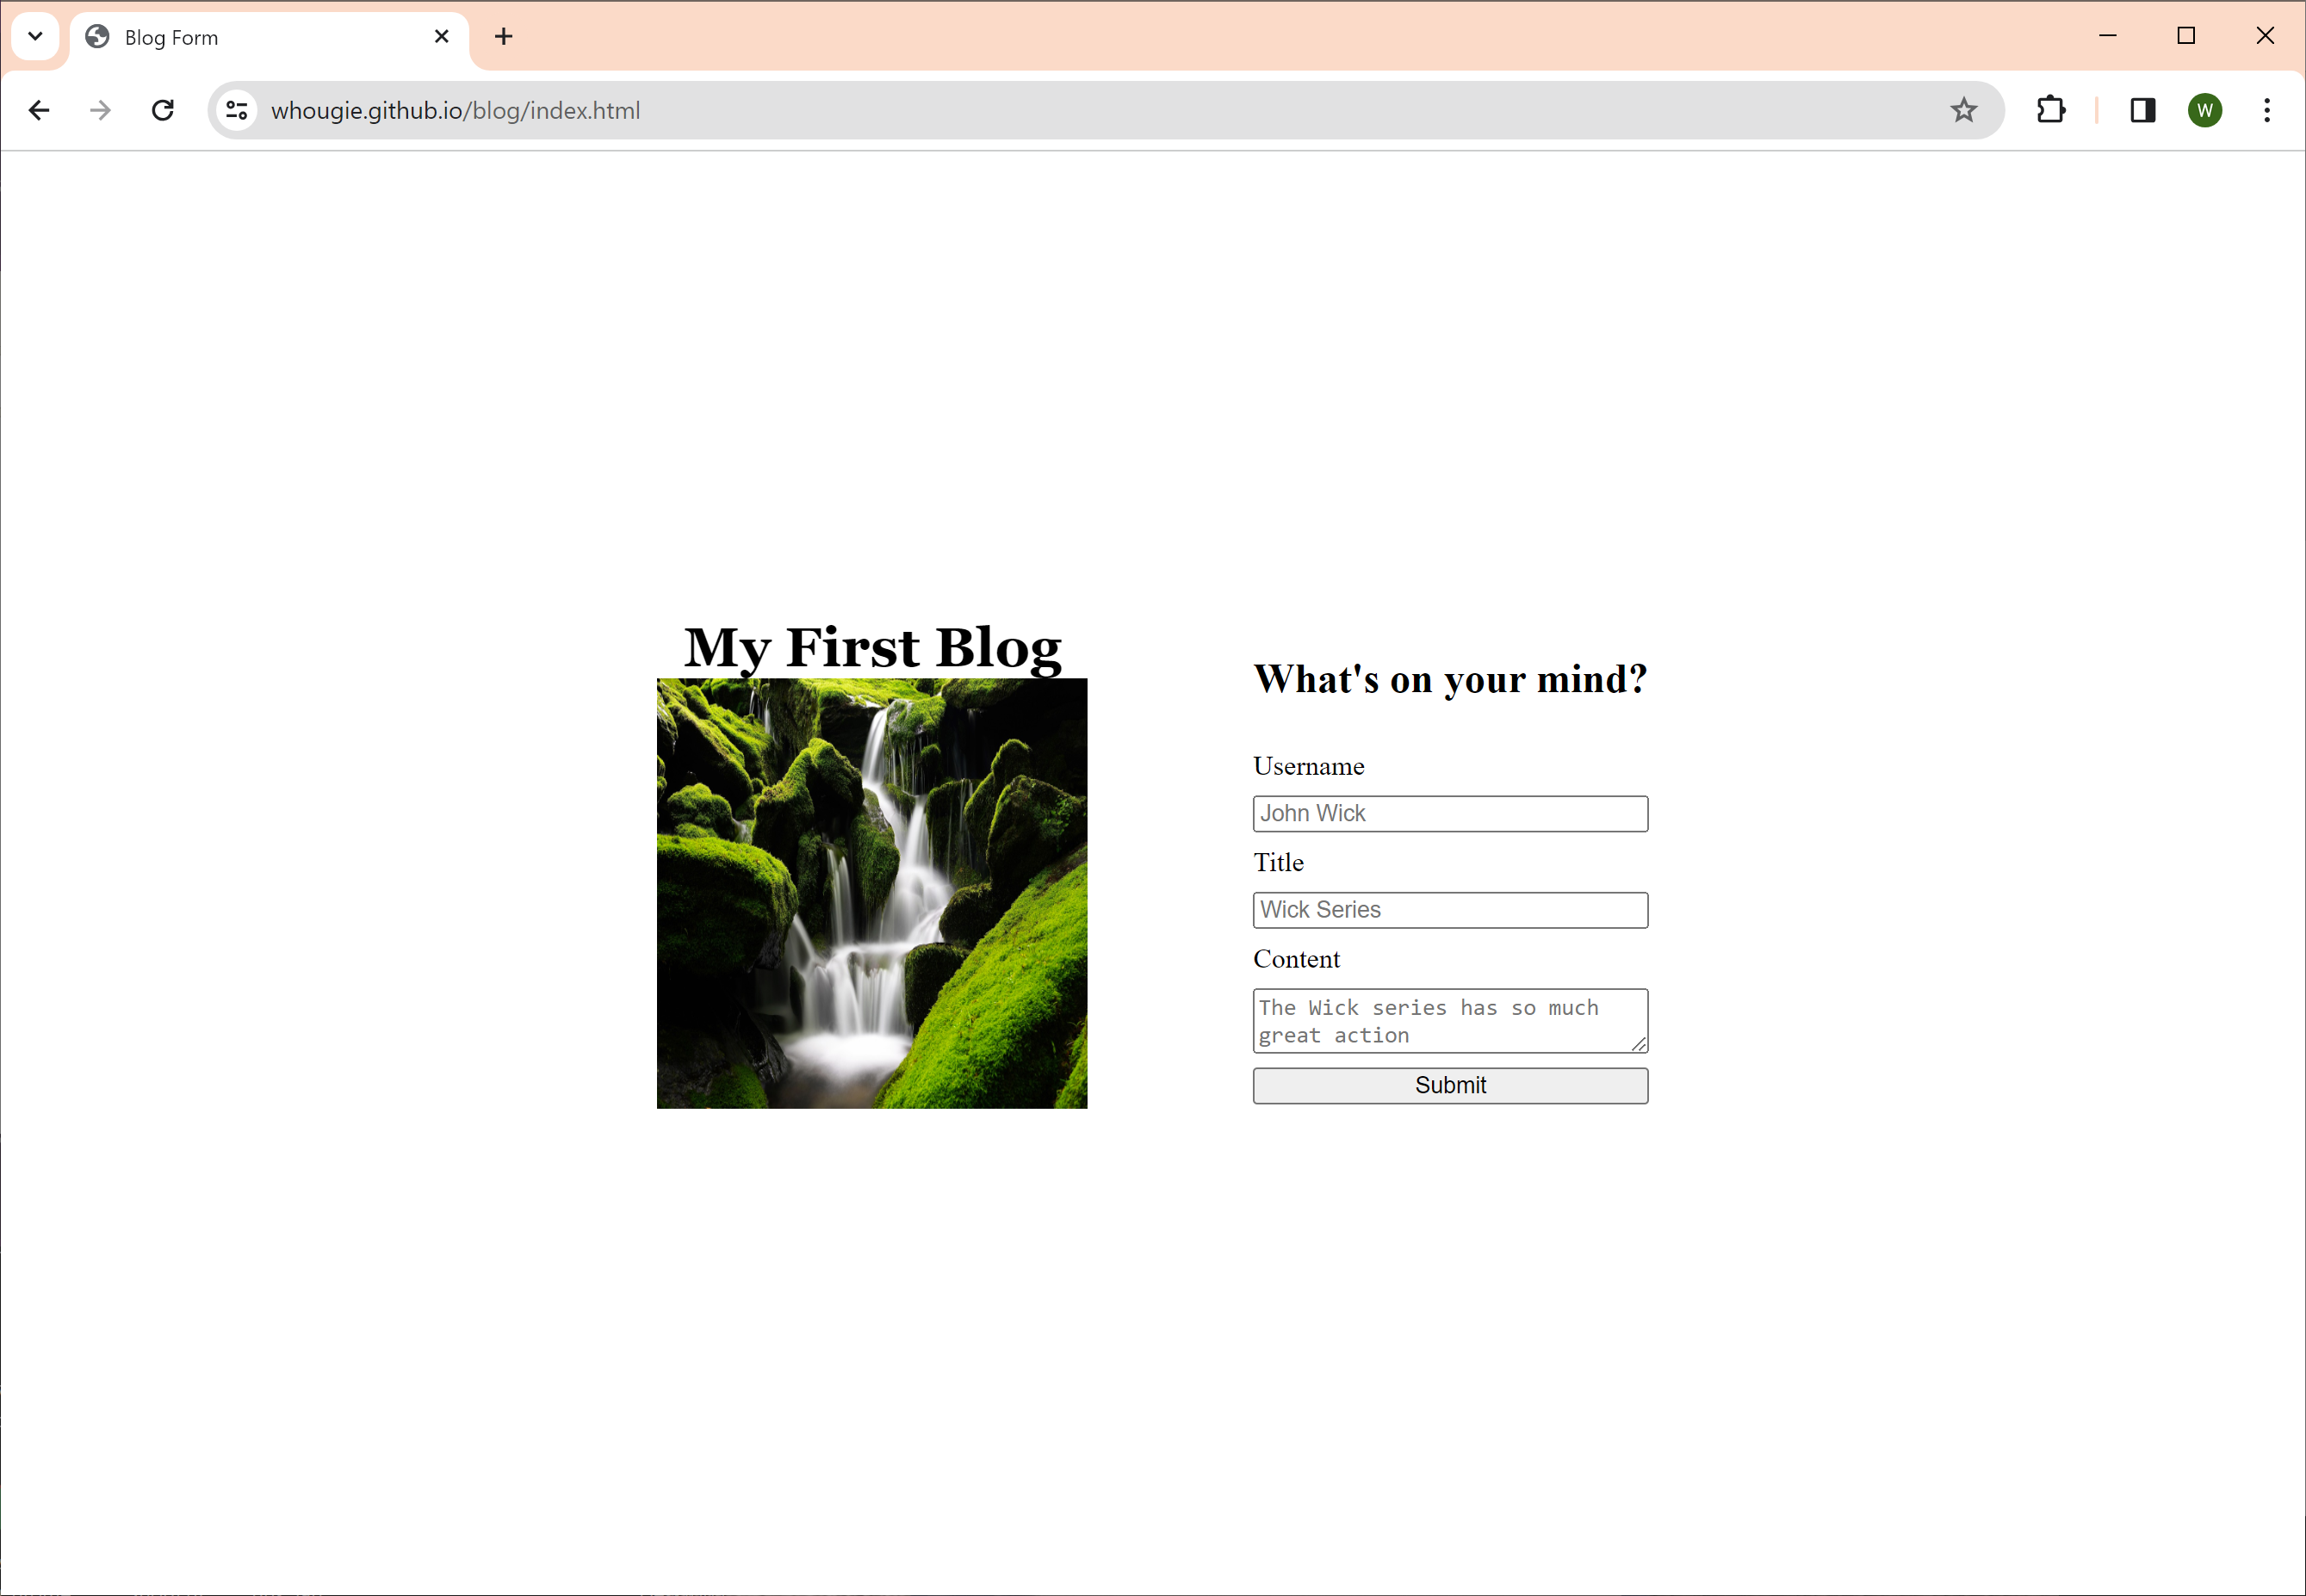 Blog Form
whougie.github.io/blog/index.html
W
My First Blog
What's on your mind?
Username
John Wick
Title
Wick Series
Content
The Wick series has so much
great action
Submit